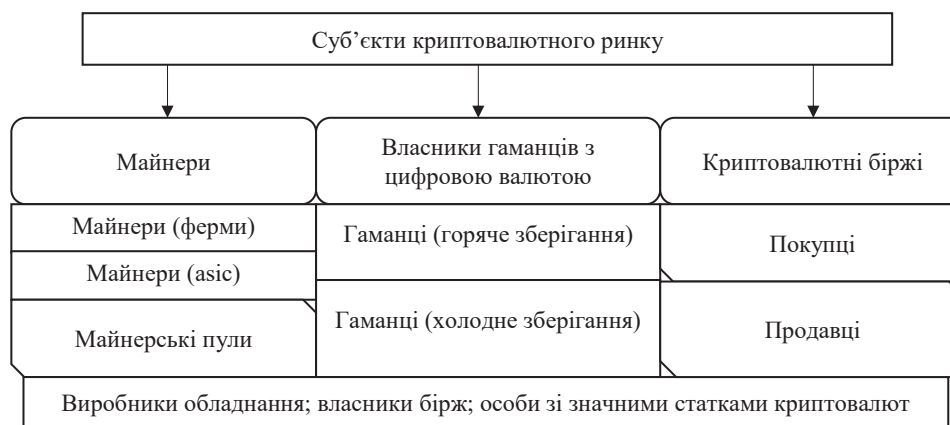 Суб’єкти криптовалютного ринку
Майнери
Власники гаманців з
цифровою валютою
Криптовалютні біржі
Майнери (ферми)
Майнери (asic)
Майнерські пули
Гаманці (горяче зберігання)
Гаманці (холодне зберігання)
Покупці
Продавці
Виробники обладнання; власники бірж; особи зі значними статками криптовалют